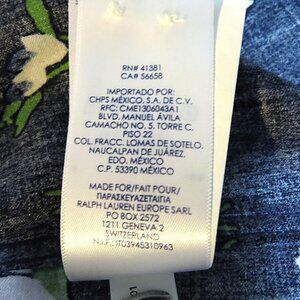 RN# 41381
CA# 56658
IMPORTADO POR:
CHPS MÉXICO, S.A. DE C.V.
RFC: CME1306043A1
BLVD. MANUEL ÁVILA
CAMACHO NO. 5, TORRE C,
PISO 22
COL. FRACC. LOMAS DE SOTELO,
NAUCALPAN DE JUÁREZ,
EDO. MÉXICO
C.P. 53390 MÉXICO
MADE FOR/FAIT POUR/
ΠΑΡΑΣΚΕΥΑΖΕΤΑΙΓΙΑ
RALPH LAUREN EUROPE SARL
PO BOX 2572
1211 GENEVA 2
SWITZERLAND
N.I.F.: IT03945310963